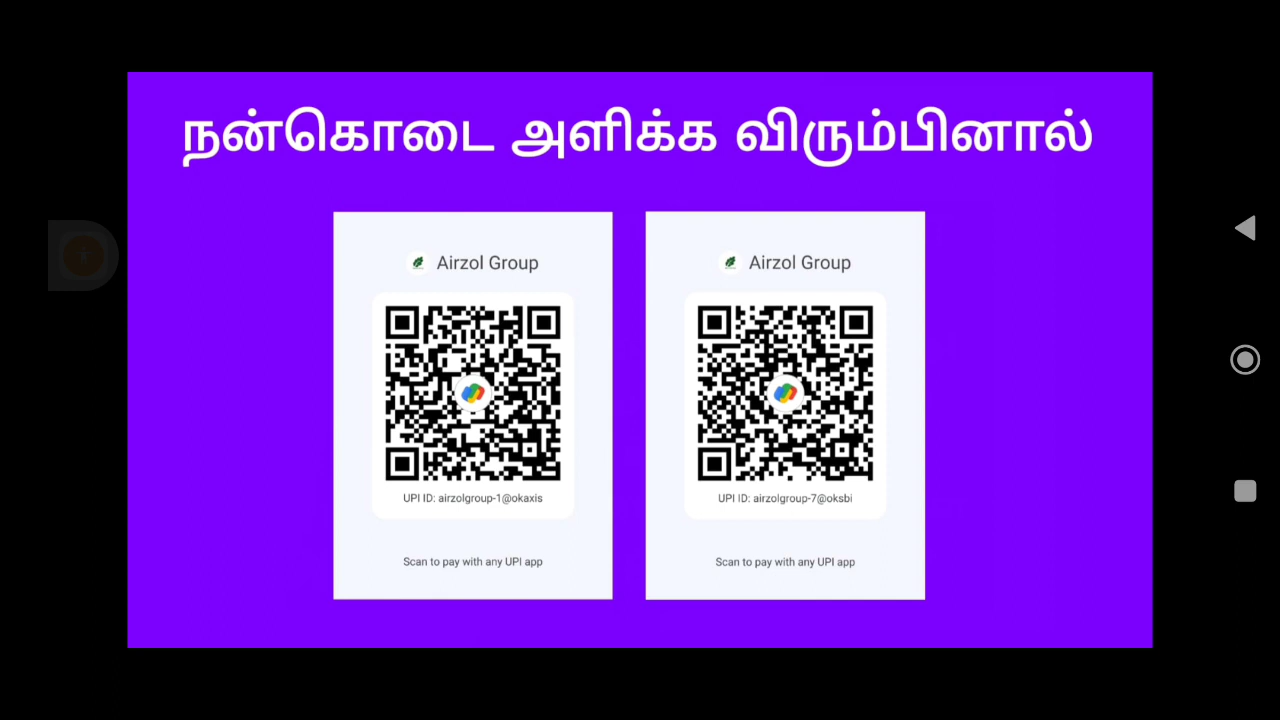 நன்கொடை அளிக்க விரும்பினால்
Airzol Group
UPI ID: airzolgroup-1@okaxis
Scan to pay with any UPI app
Airzol Group
UPI ID: airzolgroup-7@oksbi
Scan to pay with any UPI app